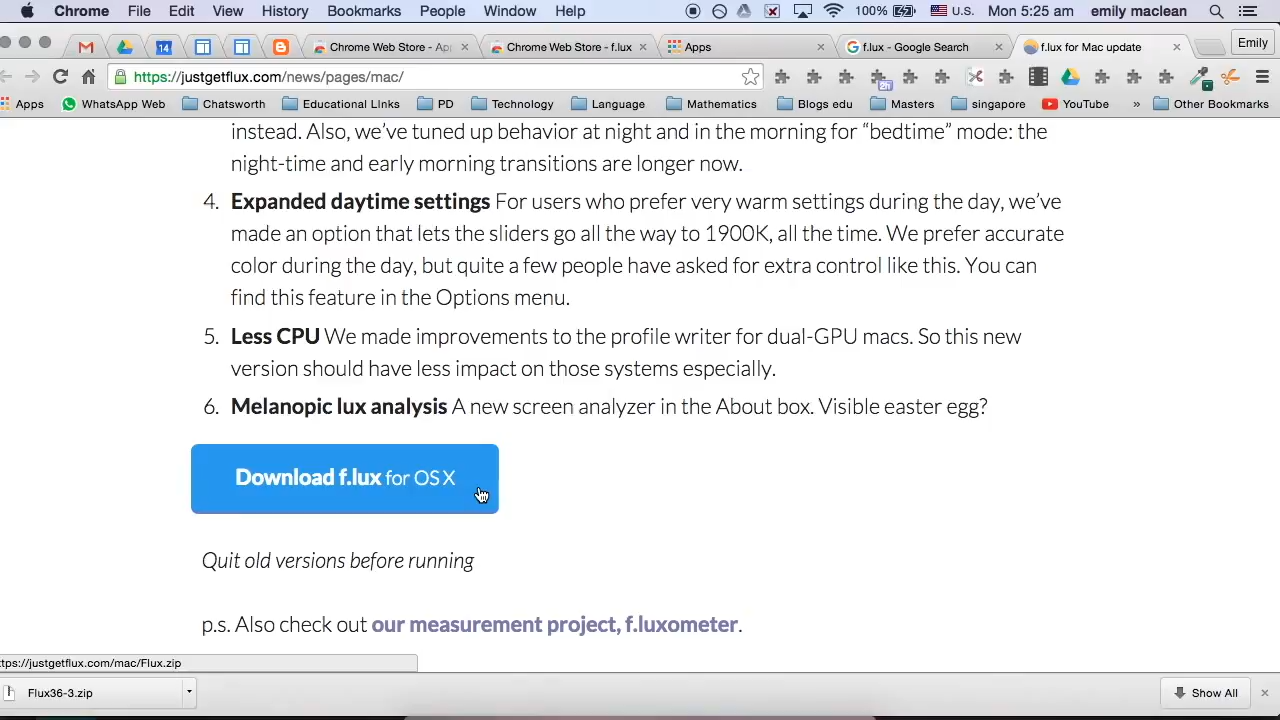 Chrome File Edit View History Bookmarks People Window Help 100% U.S. Mon 5:25 am emily maclean
14 Chrome Web Store - Ap Chrome Web Store - f.lux Apps f.lux - Google Search f.lux for Mac update Emily
https://justgetflux.com/news/pages/mac/
Apps WhatsApp Web Chatsworth Educational LInks PD Technology Language Mathematics Blogs edu Masters singapore YouTube » Other Bookmarks
instead. Also, we’ve tuned up behavior at night and in the morning for “bedtime” mode: the
night-time and early morning transitions are longer now.
4. Expanded daytime settings For users who prefer very warm settings during the day, we’ve
made an option that lets the sliders go all the way to 1900K, all the time. We prefer accurate
color during the day, but quite a few people have asked for extra control like this. You can
find this feature in the Options menu.
5. Less CPU We made improvements to the profile writer for dual-GPU macs. So this new
version should have less impact on those systems especially.
6. Melanopic lux analysis A new screen analyzer in the About box. Visible easter egg?
Download f.lux for OS X
Quit old versions before running
p.s. Also check out our measurement project, f.luxometer.
ttps://justgetflux.com/mac/Flux.zip
Flux36-3.zip Show All